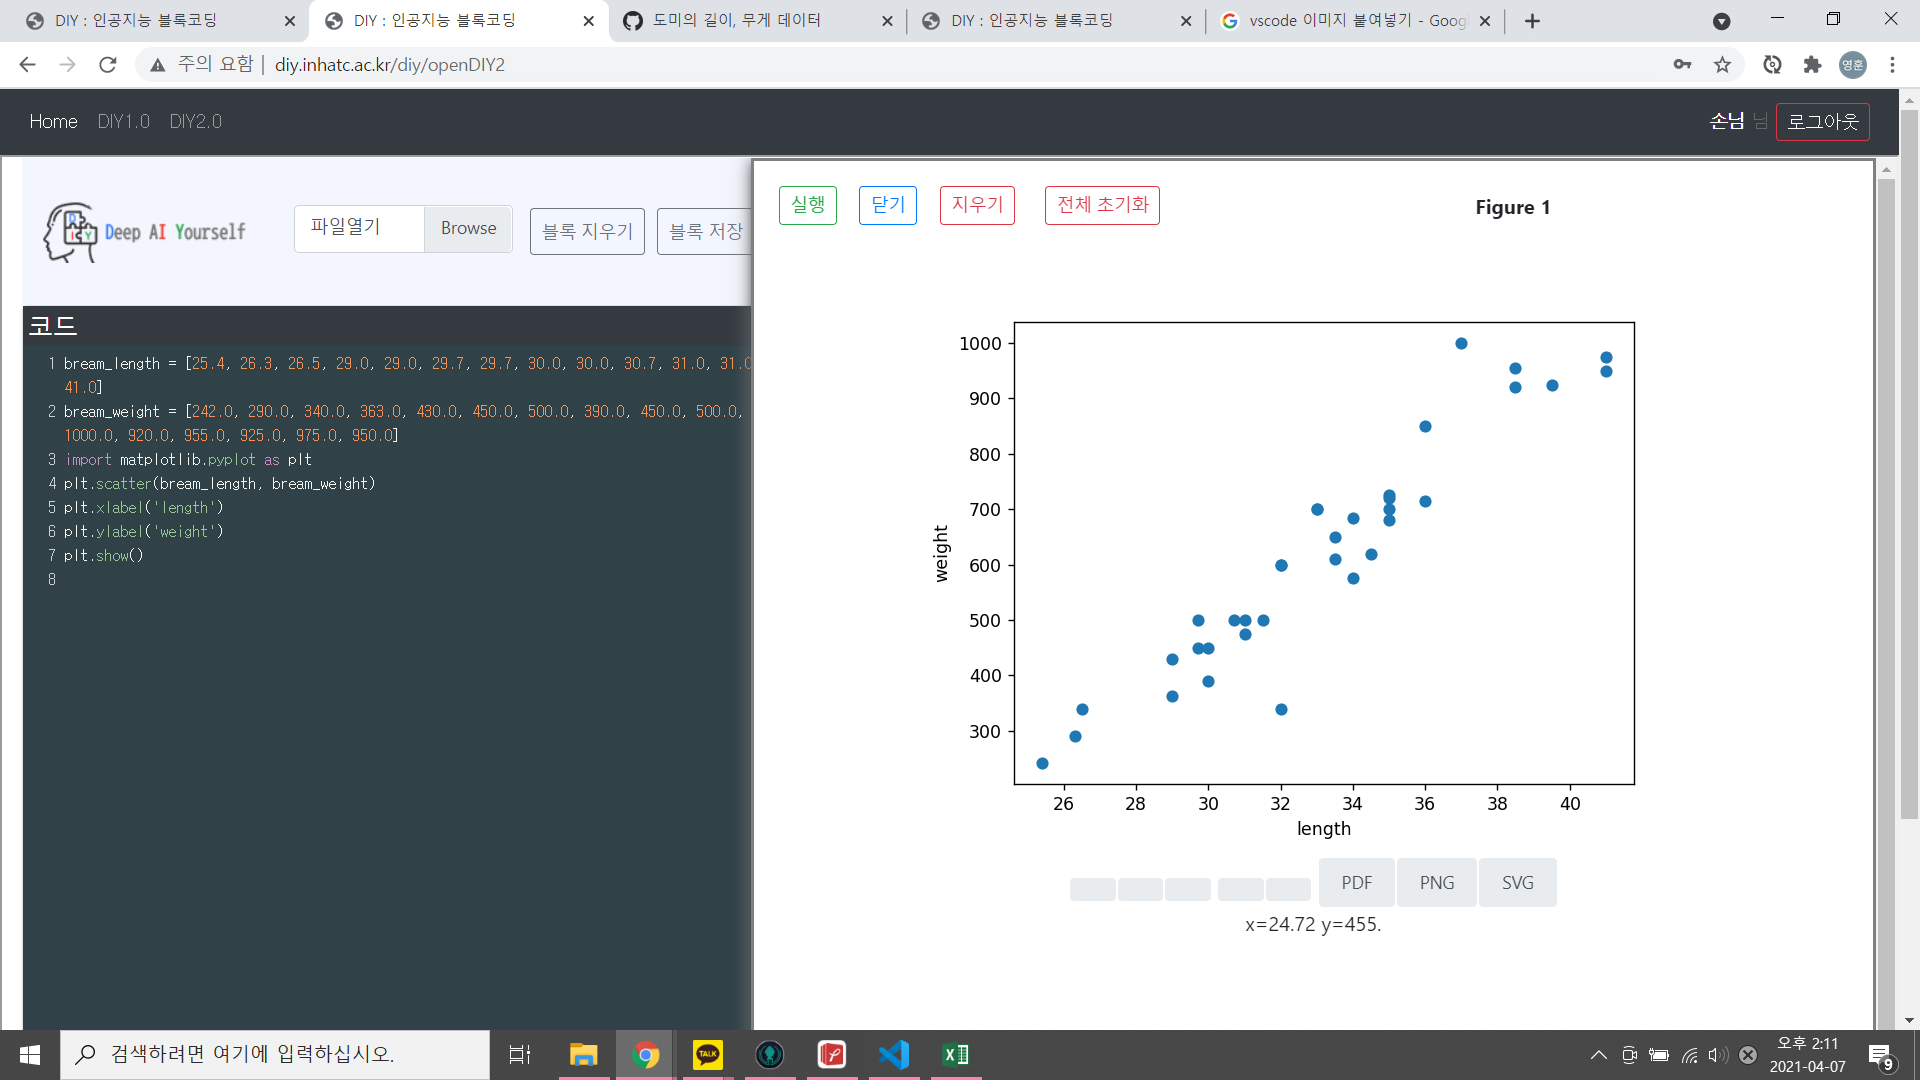 DIY : 인공지능 블록코딩
DIY : 인공지능 블록코딩
도미의 길이, 무게 데이터
DIY : 인공지능 블록코딩
vscode 이미지 붙여넣기 - Goog
주의 요함 | diy.inhatc.ac.kr/diy/openDIY2
영훈
Home DIY1.0 DIY2.0
손님 님 로그아웃
Deep AI Yourself
파일열기 Browse
블록 지우기
블록 저장
코드
1 bream_length = [25.4, 26.3, 26.5, 29.0, 29.0, 29.7, 29.7, 30.0, 30.0, 30.7, 31.0, 31.0
41.0]
2 bream_weight = [242.0, 290.0, 340.0, 363.0, 430.0, 450.0, 500.0, 390.0, 450.0, 500.0,
1000.0, 920.0, 955.0, 925.0, 975.0, 950.0]
3 import matplotlib.pyplot as plt
4 plt.scatter(bream_length, bream_weight)
5 plt.xlabel('length')
6 plt.ylabel('weight')
7 plt.show()
8
실행 닫기 지우기 전체 초기화
Figure 1
1000
900
800
700
600
500
400
300
weight
26 28 30 32 34 36 38 40
length
PDF PNG SVG
x=24.72 y=455.
검색하려면 여기에 입력하십시오.
TALK
오후 2:11
2021-04-07
9